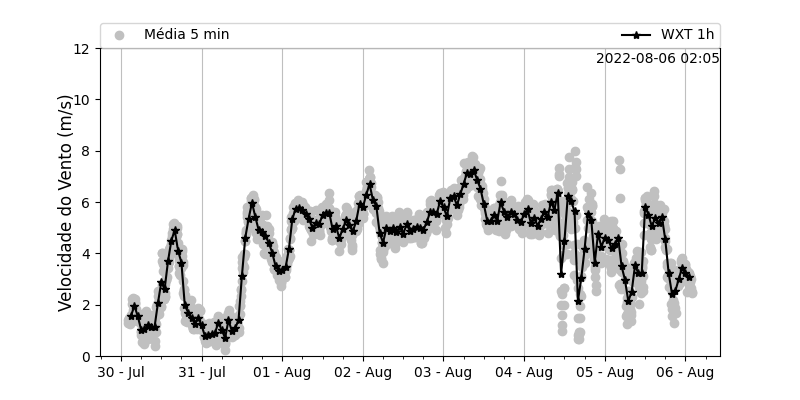 Média 5 min
WXT 1h
2022-08-06 02:05
Velocidade do Vento (m/s)
12
10
8
6
4
2
0
30 - Jul 31 - Jul 01 - Aug 02 - Aug 03 - Aug 04 - Aug 05 - Aug 06 - Aug